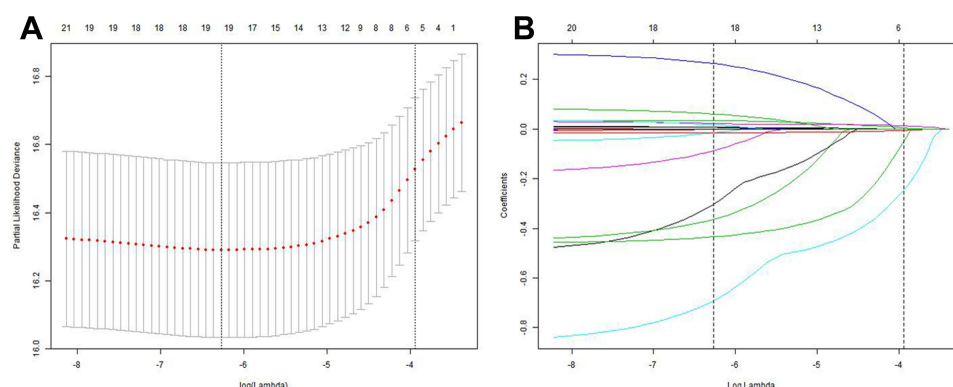 A
21 19 19 19 18 18 19 19 17 15 14 13 12 9 8 8 6 5 4 1
Partial Likelihood Deviance
16.8
16.6
16.4
16.2
16.0
-8 -7 -6 -5 -4
log(Lambda)
B
20 18 18 13 6
Coefficients
0.2
0.0
-0.2
-0.4
-0.6
-0.8
-8 -7 -6 -5 -4
Log Lambda